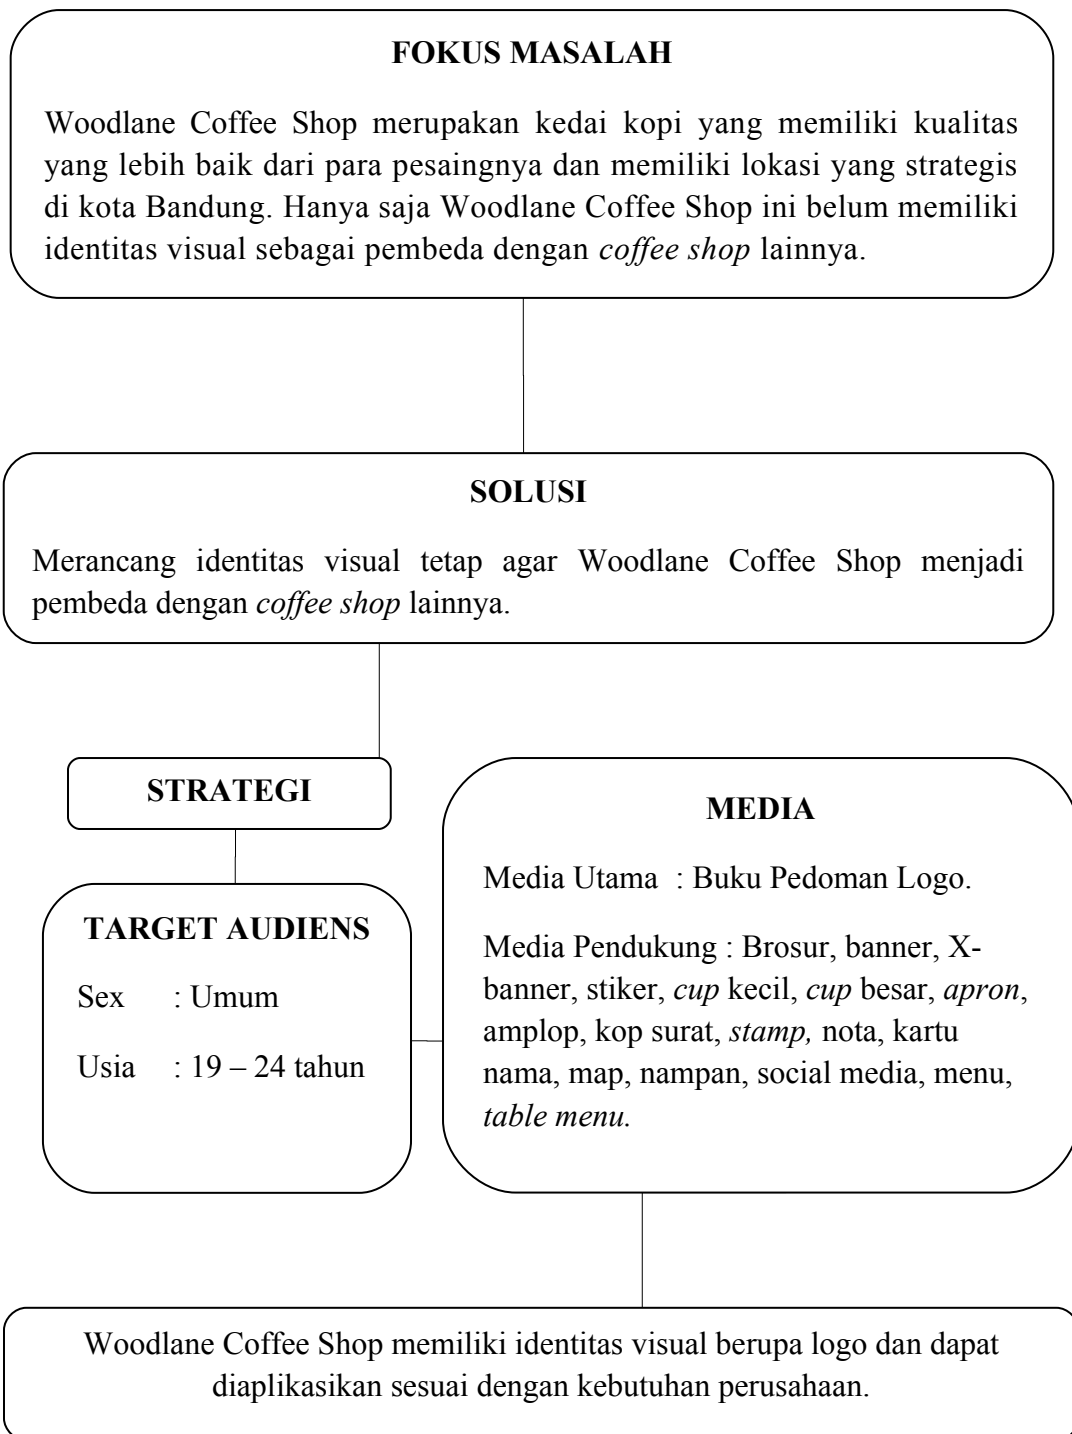 FOKUS MASALAH
Woodlane Coffee Shop merupakan kedai kopi yang memiliki kualitas
yang lebih baik dari para pesaingnya dan memiliki lokasi yang strategis
di kota Bandung. Hanya saja Woodlane Coffee Shop ini belum memiliki
identitas visual sebagai pembeda dengan coffee shop lainnya.
SOLUSI
Merancang identitas visual tetap agar Woodlane Coffee Shop menjadi
pembeda dengan coffee shop lainnya.
STRATEGI
TARGET AUDIENS
Sex : Umum
Usia : 19 – 24 tahun
MEDIA
Media Utama : Buku Pedoman Logo.
Media Pendukung : Brosur, banner, X-
banner, stiker, cup kecil, cup besar, apron,
amplop, kop surat, stamp, nota, kartu
nama, map, nampan, social media, menu,
table menu.
Woodlane Coffee Shop memiliki identitas visual berupa logo dan dapat
diaplikasikan sesuai dengan kebutuhan perusahaan.